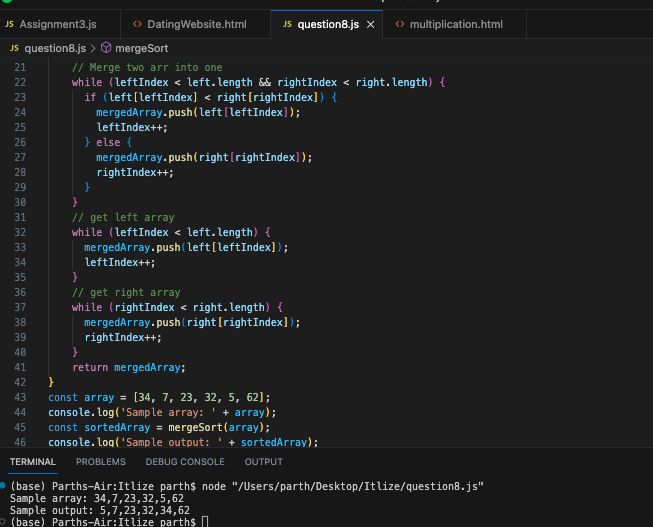 JS Assignment3.js <> DatingWebsite.html JS question8.js × <> multiplication.html
JS question8.js > mergeSort
21 // Merge two arr into one
22 while (leftIndex < left.length && rightIndex < right.length) {
23 if (left[leftIndex] < right[rightIndex]) {
24 mergedArray.push(left[leftIndex]);
25 leftIndex++;
26 } else {
27 mergedArray.push(right[rightIndex]);
28 rightIndex++;
29 }
30 }
31 // get left array
32 while (leftIndex < left.length) {
33 mergedArray.push(left[leftIndex]);
34 leftIndex++;
35 }
36 // get right array
37 while (rightIndex < right.length) {
38 mergedArray.push(right[rightIndex]);
39 rightIndex++;
40 }
41 return mergedArray;
42 }
43 const array = [34, 7, 23, 32, 5, 62];
44 console.log('Sample array: ' + array);
45 const sortedArray = mergeSort(array);
46 console.log('Sample output: ' + sortedArray);
TERMINAL PROBLEMS DEBUG CONSOLE OUTPUT
(base) Parths-Air:Itlize parth$ node "/Users/parth/Desktop/Itlize/question8.js"
Sample array: 34,7,23,32,5,62
Sample output: 5,7,23,32,34,62
(base) Parths-Air:Itlize parth$